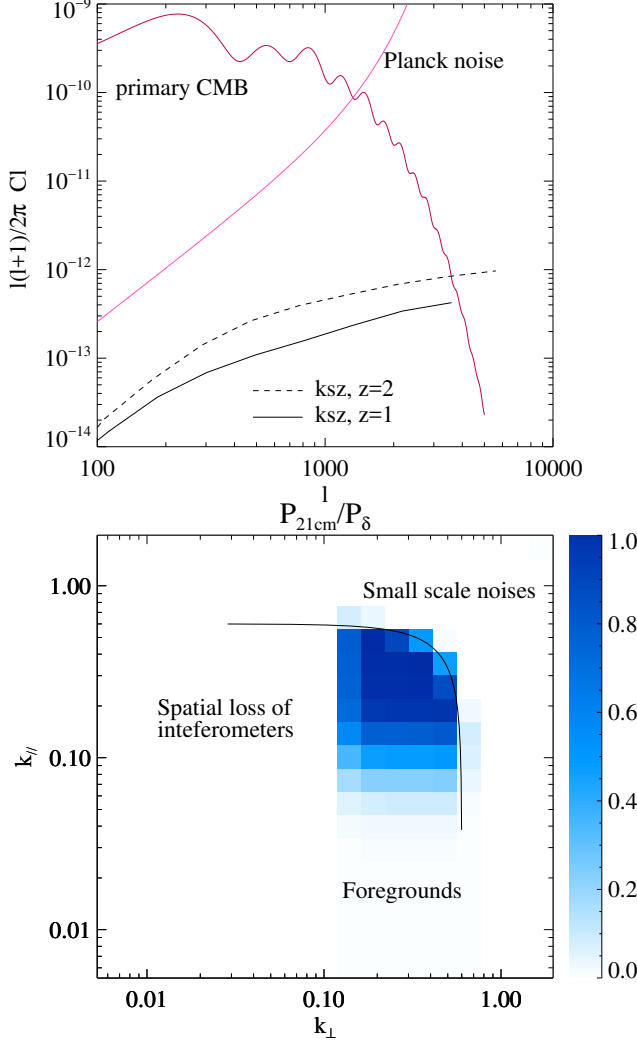 10⁻⁹
10⁻¹⁰
10⁻¹¹
10⁻¹²
10⁻¹³
10⁻¹⁴
l(l+1)/2π Cl
primary CMB
Planck noise
ksz, z=2
ksz, z=1
100
1000
10000
l
P₂₁cm/P_δ
1.00
0.10
0.01
k_//
Small scale noises
Spatial loss of
inteferometers
Foregrounds
0.01
0.10
1.00
k_⊥
1.0
0.8
0.6
0.4
0.2
0.0